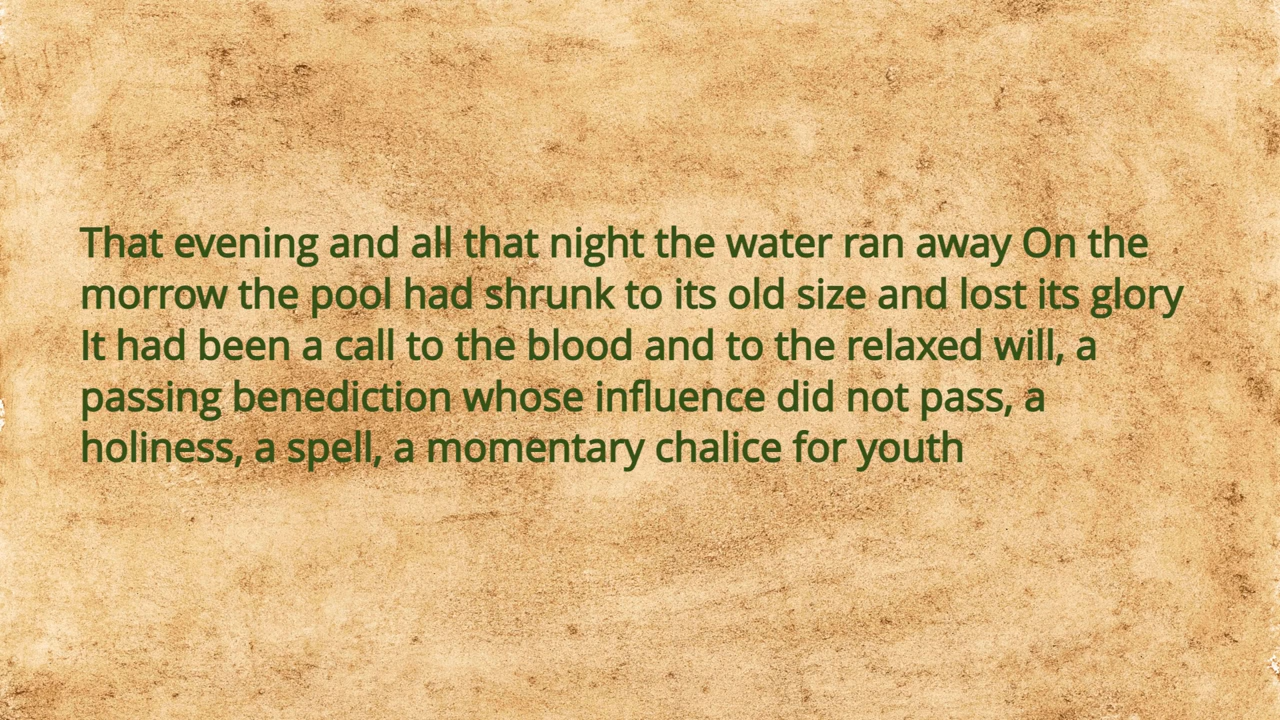 That evening and all that night the water ran away On the
morrow the pool had shrunk to its old size and lost its glory
It had been a call to the blood and to the relaxed will, a
passing benediction whose influence did not pass, a
holiness, a spell, a momentary chalice for youth